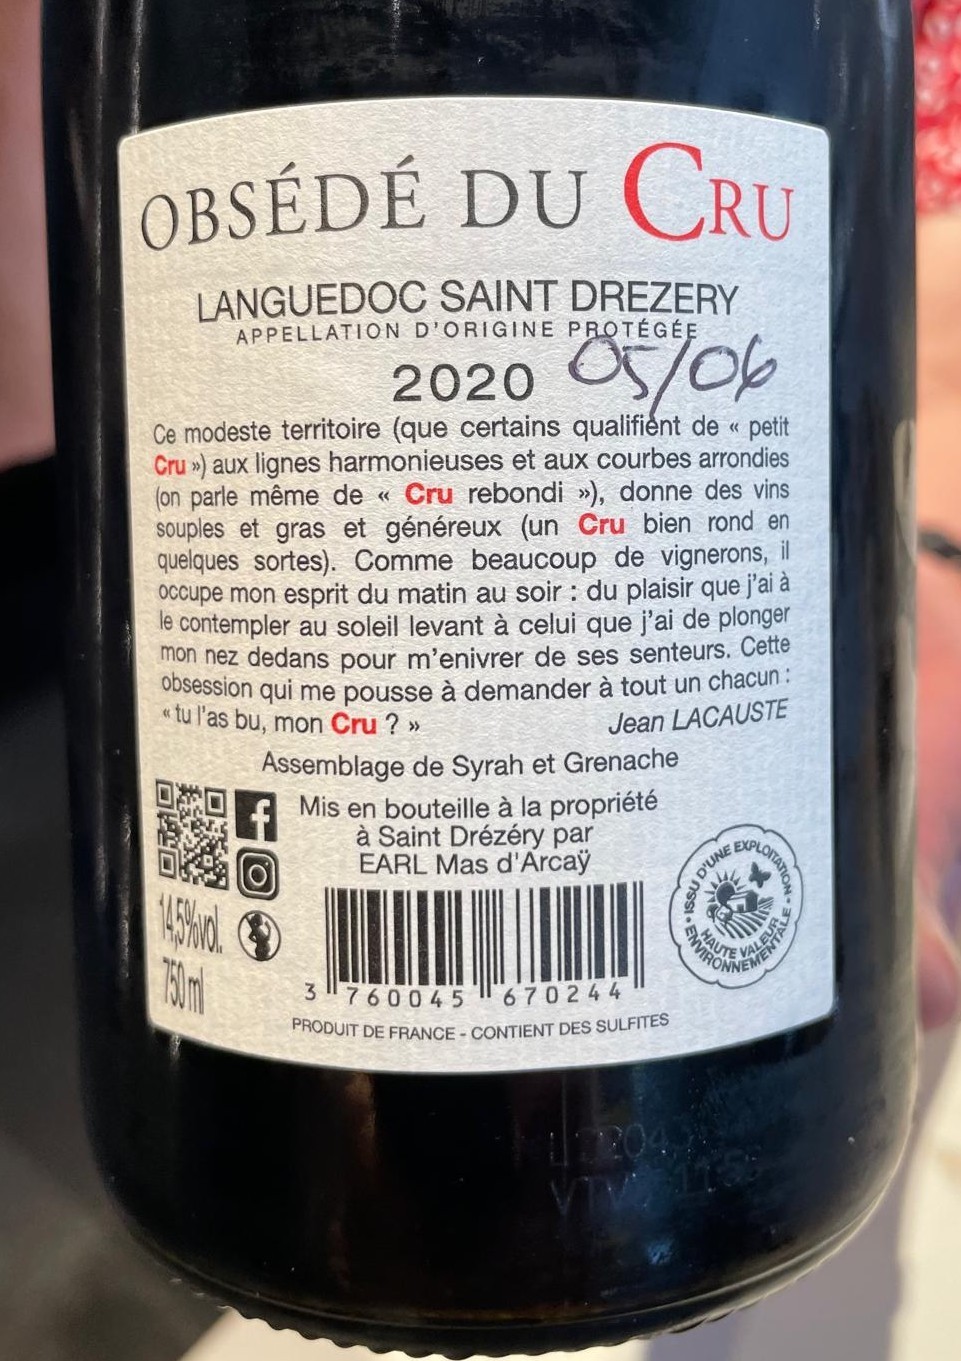 OBSÉDÉ DU CRU
LANGUEDOC SAINT DREZERY
APPELLATION D'ORIGINE PROTÉGÉE
2020 05/06
Ce modeste territoire (que certains qualifient de « petit
Cru ») aux lignes harmonieuses et aux courbes arrondies
(on parle même de « Cru rebondi »), donne des vins
souples et gras et généreux (un Cru bien rond en
quelques sortes). Comme beaucoup de vignerons, il
occupe mon esprit du matin au soir : du plaisir que j'ai à
le contempler au soleil levant à celui que j'ai de plonger
mon nez dedans pour m'enivrer de ses senteurs. Cette
obsession qui me pousse à demander à tout un chacun :
« tu l'as bu, mon Cru ? » Jean LACAUSTE
Assemblage de Syrah et Grenache
Mis en bouteille à la propriété
à Saint Drézéry par
EARL Mas d'Arcaÿ
14,5%vol.
750 ml
ISSU D'UNE EXPLOITATION
HAUTE VALEUR
ENVIRONNEMENTALE
3 760045 670244
PRODUIT DE FRANCE - CONTIENT DES SULFITES